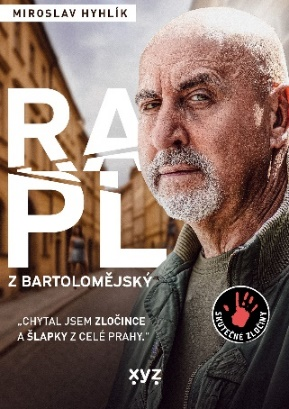 MIROSLAV HYHLÍK
RA
PL
Z BARTOLOMĚJSKÝ
„CHYTAL JSEM ZLOČINCE
A ŠLAPKY Z CELÉ PRAHY.“
SKUTEČNÉ ZLOČINY
xyz